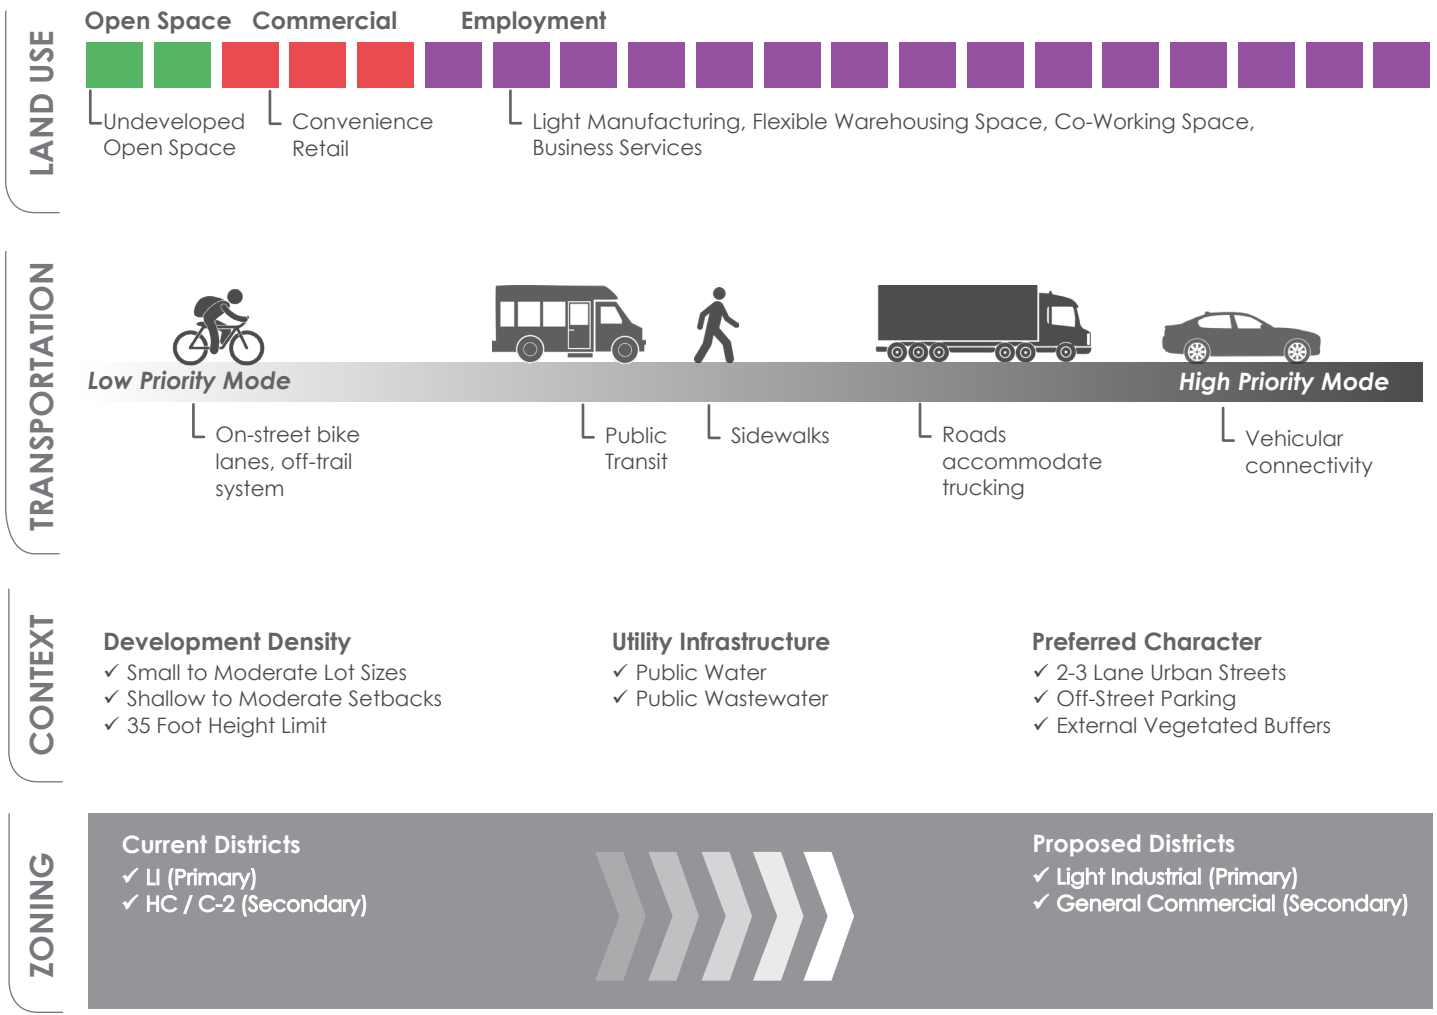 LAND USE
Open Space
Commercial
Employment
Undeveloped
Open Space
Convenience
Retail
Light Manufacturing, Flexible Warehousing Space, Co-Working Space,
Business Services
TRANSPORTATION
Low Priority Mode
High Priority Mode
On-street bike
lanes, off-trail
system
Public
Transit
Sidewalks
Roads
accommodate
trucking
Vehicular
connectivity
CONTEXT
Development Density
✓ Small to Moderate Lot Sizes
✓ Shallow to Moderate Setbacks
✓ 35 Foot Height Limit
Utility Infrastructure
✓ Public Water
✓ Public Wastewater
Preferred Character
✓ 2-3 Lane Urban Streets
✓ Off-Street Parking
✓ External Vegetated Buffers
ZONING
Current Districts
✓ LI (Primary)
✓ HC / C-2 (Secondary)
Proposed Districts
✓ Light Industrial (Primary)
✓ General Commercial (Secondary)